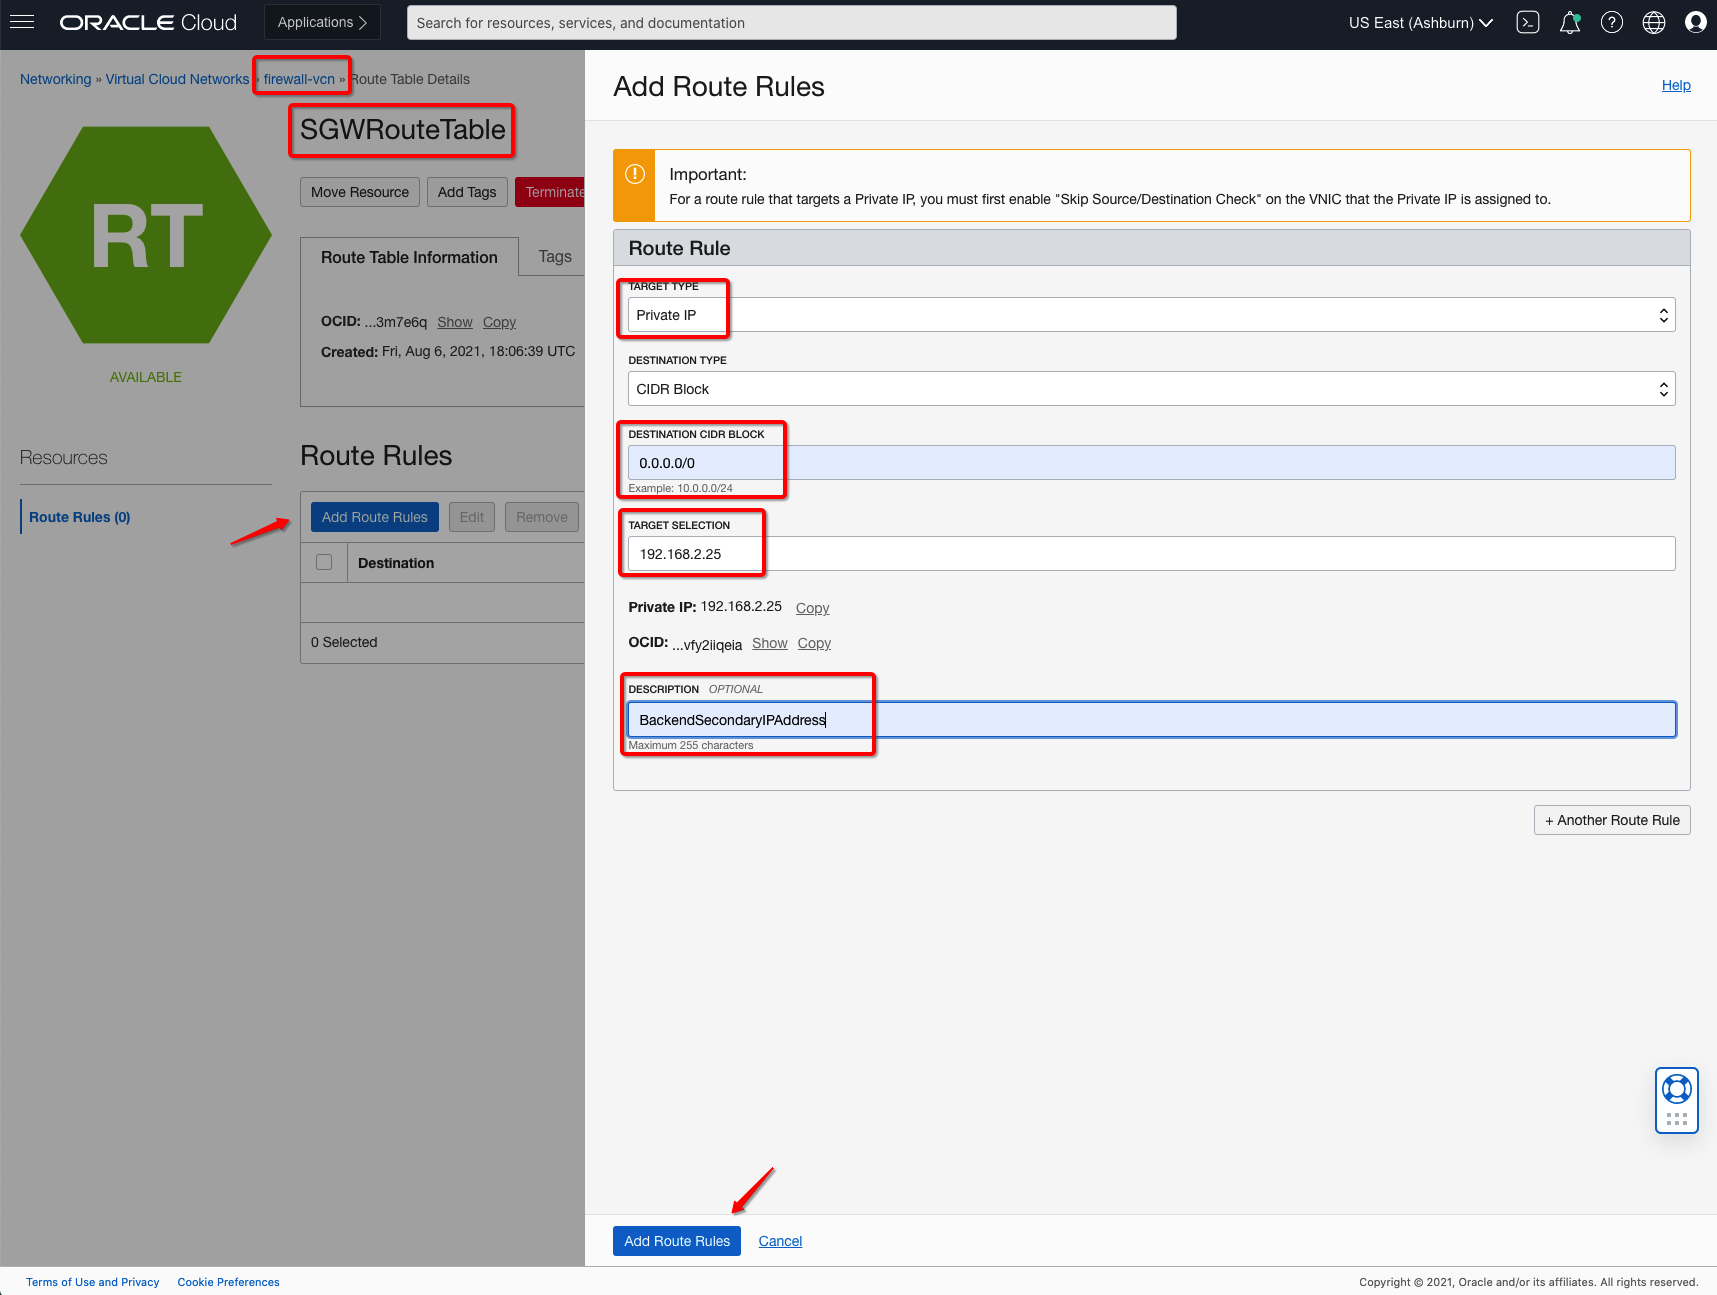 ORACLE Cloud
Applications
Search for resources, services, and documentation
US East (Ashburn)
Networking » Virtual Cloud Networks » firewall-vcn » Route Table Details
RT
AVAILABLE
SGWRouteTable
Move Resource
Add Tags
Terminate
Route Table Information
Tags
OCID: ...3m7e6q Show Copy
Created: Fri, Aug 6, 2021, 18:06:39 UTC
Resources
Route Rules (0)
Route Rules
Add Route Rules
Edit
Remove
Destination
0 Selected
Add Route Rules
Help
Important:
For a route rule that targets a Private IP, you must first enable "Skip Source/Destination Check" on the VNIC that the Private IP is assigned to.
Route Rule
TARGET TYPE
Private IP
DESTINATION TYPE
CIDR Block
DESTINATION CIDR BLOCK
0.0.0.0/0
Example: 10.0.0.0/24
TARGET SELECTION
192.168.2.25
Private IP: 192.168.2.25 Copy
OCID: ...vfy2iiqeia Show Copy
DESCRIPTION OPTIONAL
BackendSecondaryIPAddress
Maximum 255 characters
+ Another Route Rule
Add Route Rules
Cancel
Terms of Use and Privacy
Cookie Preferences
Copyright © 2021, Oracle and/or its affiliates. All rights reserved.